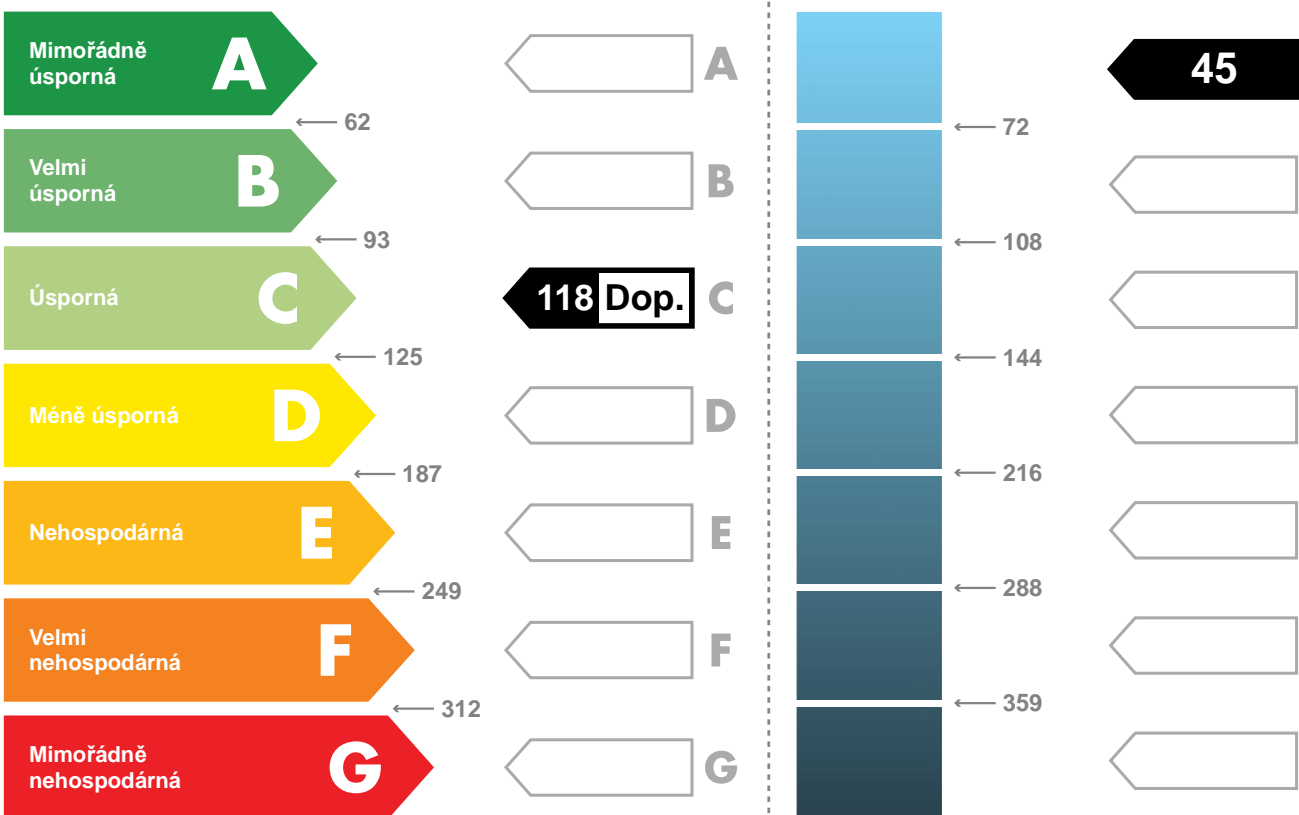 Mimořádně
úsporná
A
A
45
62
72
Velmi
úsporná
B
B
93
108
Úsporná
C
118 Dop.
C
125
144
Méně úsporná
D
D
187
216
Nehospodárná
E
E
249
288
Velmi
nehospodárná
F
F
312
359
Mimořádně
nehospodárná
G
G